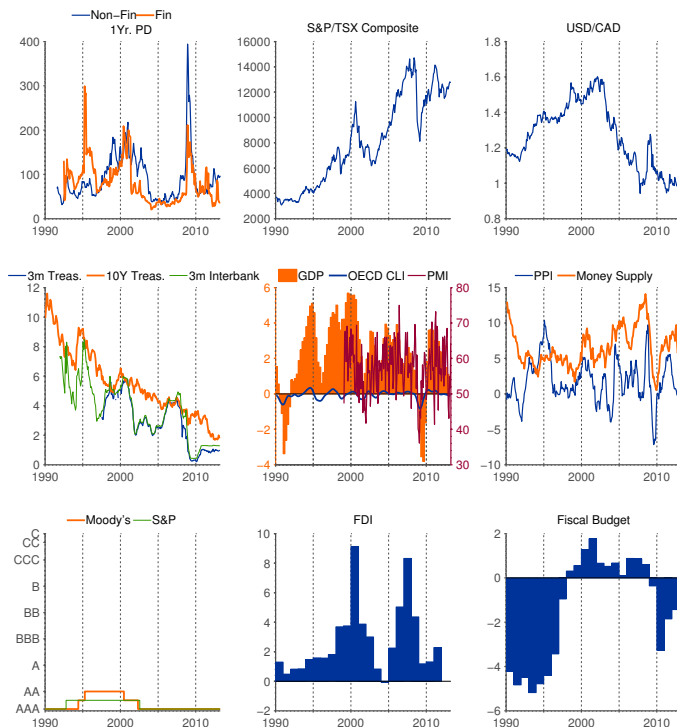 Non−Fin Fin
1Yr. PD
400
300
200
100
0
1990 2000 2010
S&P/TSX Composite
16000
14000
12000
10000
8000
6000
4000
2000
1990 2000 2010
USD/CAD
1.8
1.6
1.4
1.2
1
0.8
1990 2000 2010
3m Treas. 10Y Treas. 3m Interbank
12
10
8
6
4
2
0
1990 2000 2010
GDP OECD CLI PMI
6 80
4 70
2 60
0 50
−2 40
−4 30
1990 2000 2010
PPI Money Supply
15
10
5
0
−5
−10
1990 2000 2010
Moody's S&P
C
CC
CCC
B
BB
BBB
A
AA
AAA
1990 2000 2010
FDI
10
8
6
4
2
0
−2
1990 2000 2010
Fiscal Budget
2
0
−2
−4
−6
1990 2000 2010